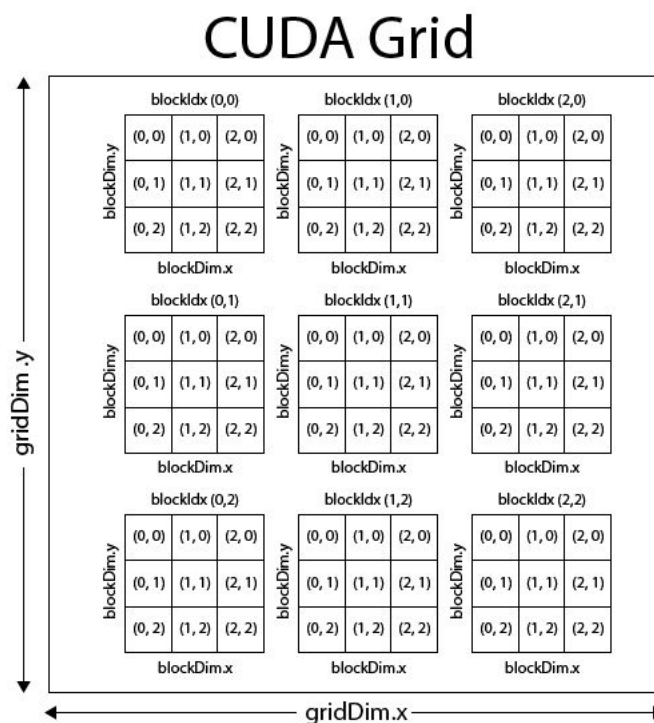 CUDA Grid
blockIdx (0,0) blockIdx (1,0) blockIdx (2,0)
(0, 0) (1, 0) (2, 0) (0, 0) (1, 0) (2, 0) (0, 0) (1, 0) (2, 0)
blockDim.y blockDim.y blockDim.y
(0, 1) (1, 1) (2, 1) (0, 1) (1, 1) (2, 1) (0, 1) (1, 1) (2, 1)
(0, 2) (1, 2) (2, 2) (0, 2) (1, 2) (2, 2) (0, 2) (1, 2) (2, 2)
blockDim.x blockDim.x blockDim.x
blockIdx (0,1) blockIdx (1,1) blockIdx (2,1)
(0, 0) (1, 0) (2, 0) (0, 0) (1, 0) (2, 0) (0, 0) (1, 0) (2, 0)
gridDim.y
blockDim.y blockDim.y blockDim.y
(0, 1) (1, 1) (2, 1) (0, 1) (1, 1) (2, 1) (0, 1) (1, 1) (2, 1)
(0, 2) (1, 2) (2, 2) (0, 2) (1, 2) (2, 2) (0, 2) (1, 2) (2, 2)
blockDim.x blockDim.x blockDim.x
blockIdx (0,2) blockIdx (1,2) blockIdx (2,2)
(0, 0) (1, 0) (2, 0) (0, 0) (1, 0) (2, 0) (0, 0) (1, 0) (2, 0)
blockDim.y blockDim.y blockDim.y
(0, 1) (1, 1) (2, 1) (0, 1) (1, 1) (2, 1) (0, 1) (1, 1) (2, 1)
(0, 2) (1, 2) (2, 2) (0, 2) (1, 2) (2, 2) (0, 2) (1, 2) (2, 2)
blockDim.x blockDim.x blockDim.x
gridDim.x